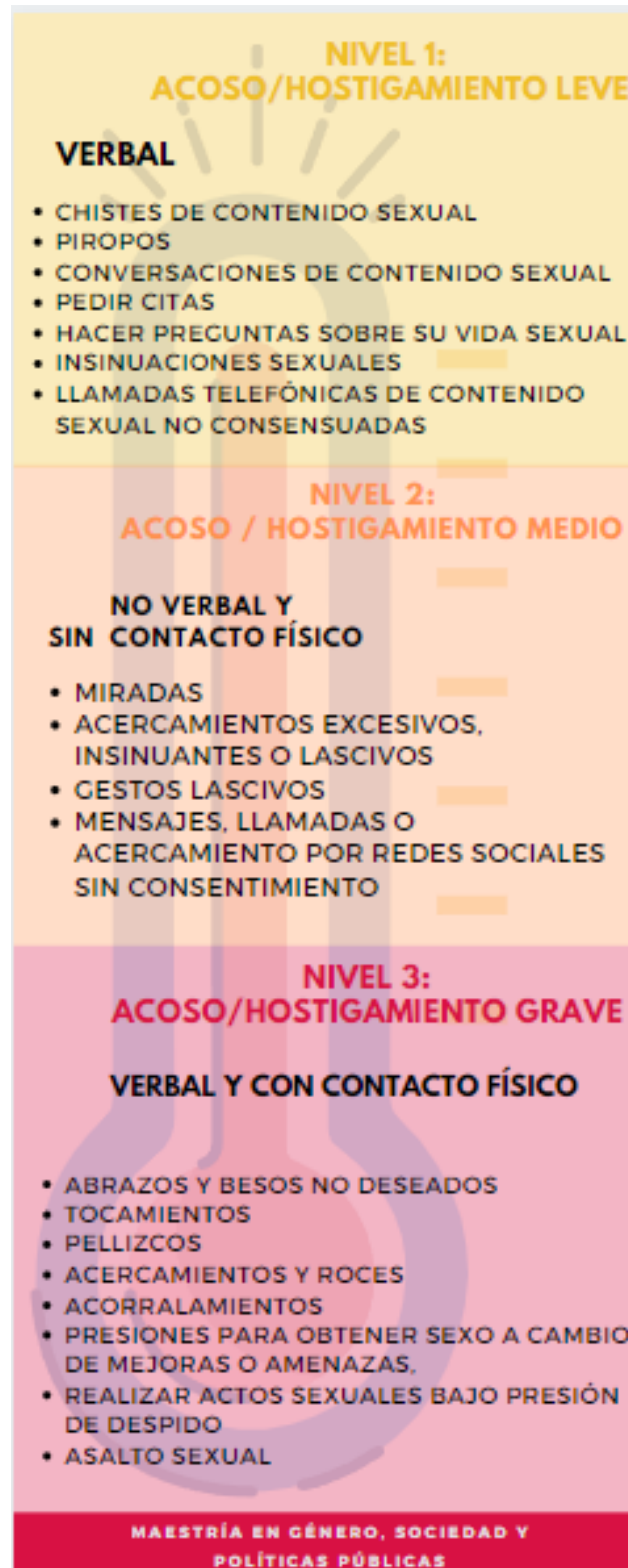 NIVEL 1:
ACOSO/HOSTIGAMIENTO LEVE
VERBAL
• CHISTES DE CONTENIDO SEXUAL
• PIROPOS
• CONVERSACIONES DE CONTENIDO SEXUAL
• PEDIR CITAS
• HACER PREGUNTAS SOBRE SU VIDA SEXUAL
• INSINUACIONES SEXUALES
• LLAMADAS TELEFÓNICAS DE CONTENIDO
SEXUAL NO CONSENSUADAS
NIVEL 2:
ACOSO / HOSTIGAMIENTO MEDIO
NO VERBAL Y
SIN CONTACTO FÍSICO
• MIRADAS
• ACERCAMIENTOS EXCESIVOS,
INSINUANTES O LASCIVOS
• GESTOS LASCIVOS
• MENSAJES, LLAMADAS O
ACERCAMIENTO POR REDES SOCIALES
SIN CONSENTIMIENTO
NIVEL 3:
ACOSO/HOSTIGAMIENTO GRAVE
VERBAL Y CON CONTACTO FÍSICO
• ABRAZOS Y BESOS NO DESEADOS
• TOCAMIENTOS
• PELLIZCOS
• ACERCAMIENTOS Y ROCES
• ACORRALAMIENTOS
• PRESIONES PARA OBTENER SEXO A CAMBIO
DE MEJORAS O AMENAZAS,
• REALIZAR ACTOS SEXUALES BAJO PRESIÓN
DE DESPIDO
• ASALTO SEXUAL
MAESTRÍA EN GÉNERO, SOCIEDAD Y
POLÍTICAS PÚBLICAS